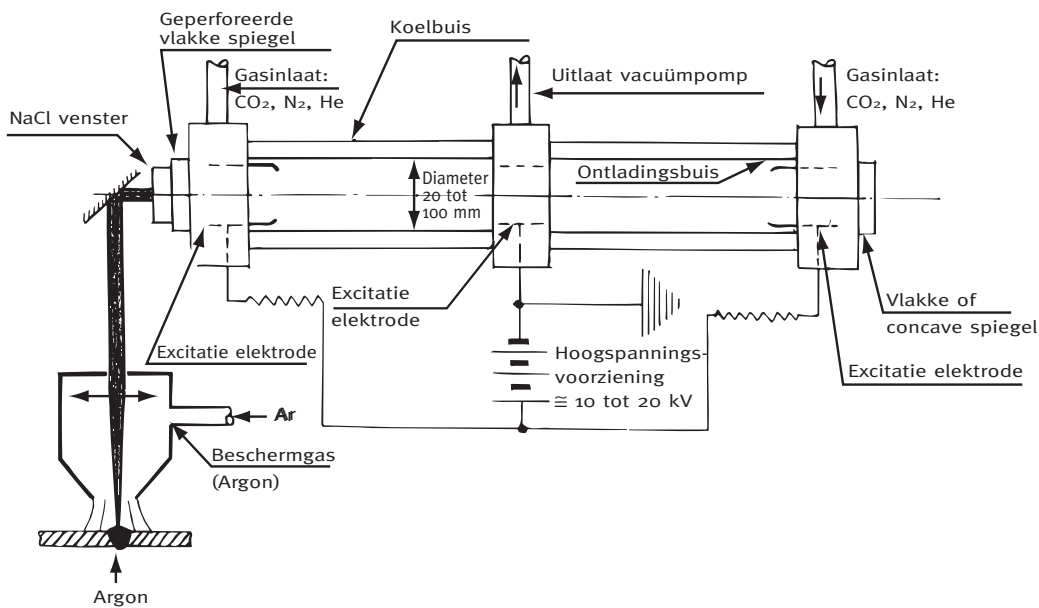 Geperforeerde
vlakke spiegel
Koelbuis
Gasinlaat:
CO₂, N₂, He
Uitlaat vacuümpomp
Gasinlaat:
CO₂, N₂, He
NaCl venster
Diameter
20 tot
100 mm
Ontladingsbuis
Excitatie
elektrode
Vlakke of
concave spiegel
Excitatie elektrode
Hoogspannings-
voorziening
≅ 10 tot 20 kV
Excitatie elektrode
Ar
Beschermgas
(Argon)
Argon